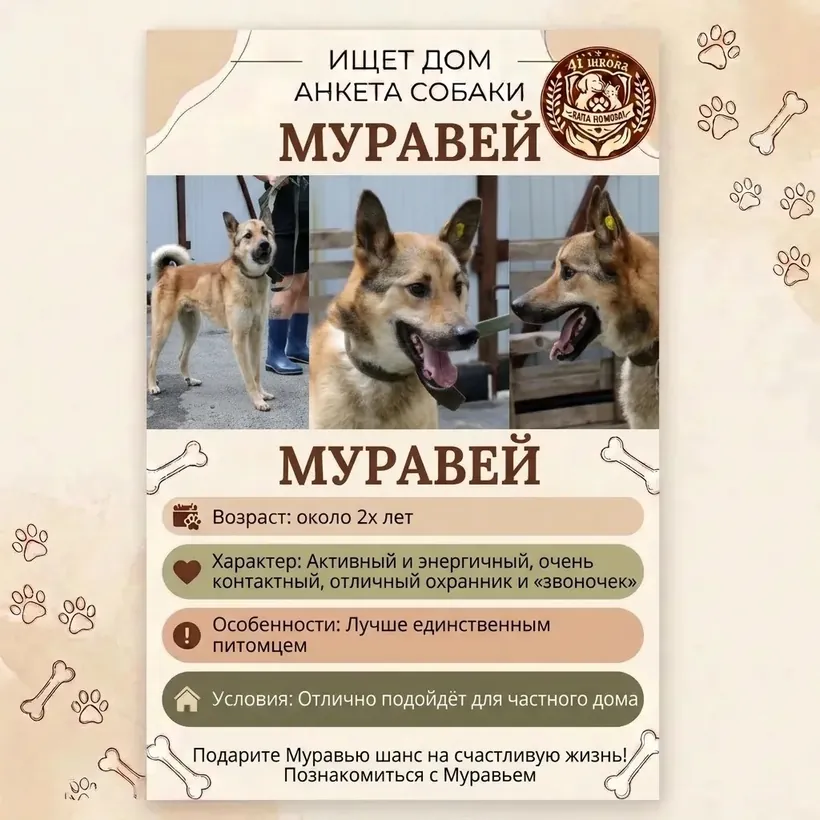 ИЩЕТ ДОМ
АНКЕТА СОБАКИ
МУРАВЕЙ
МУРАВЕЙ
Возраст: около 2х лет
Характер: Активный и энергичный, очень
контактный, отличный охранник и «звоночек»
Особенности: Лучше единственным
питомцем
Условия: Отлично подойдёт для частного дома
Подарите Муравью шанс на счастливую жизнь!
Познакомиться с Муравьем